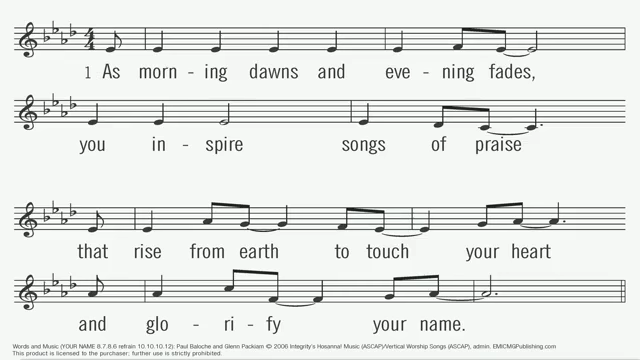 1 As morn - ing dawns and eve - ning fades,
you in - spire songs of praise
that rise from earth to touch your heart
and glo - ri - fy your name.
Words and Music (YOUR NAME 8.7.8.6 refrain 10.10.10.12): Paul Baloche and Glenn Packiam © 2006 Integrity's Hosanna! Music (ASCAP)/Vertical Worship Songs (ASCAP), admin. EMICMGPublishing.com
This product is licensed to the purchaser; further use is strictly prohibited.